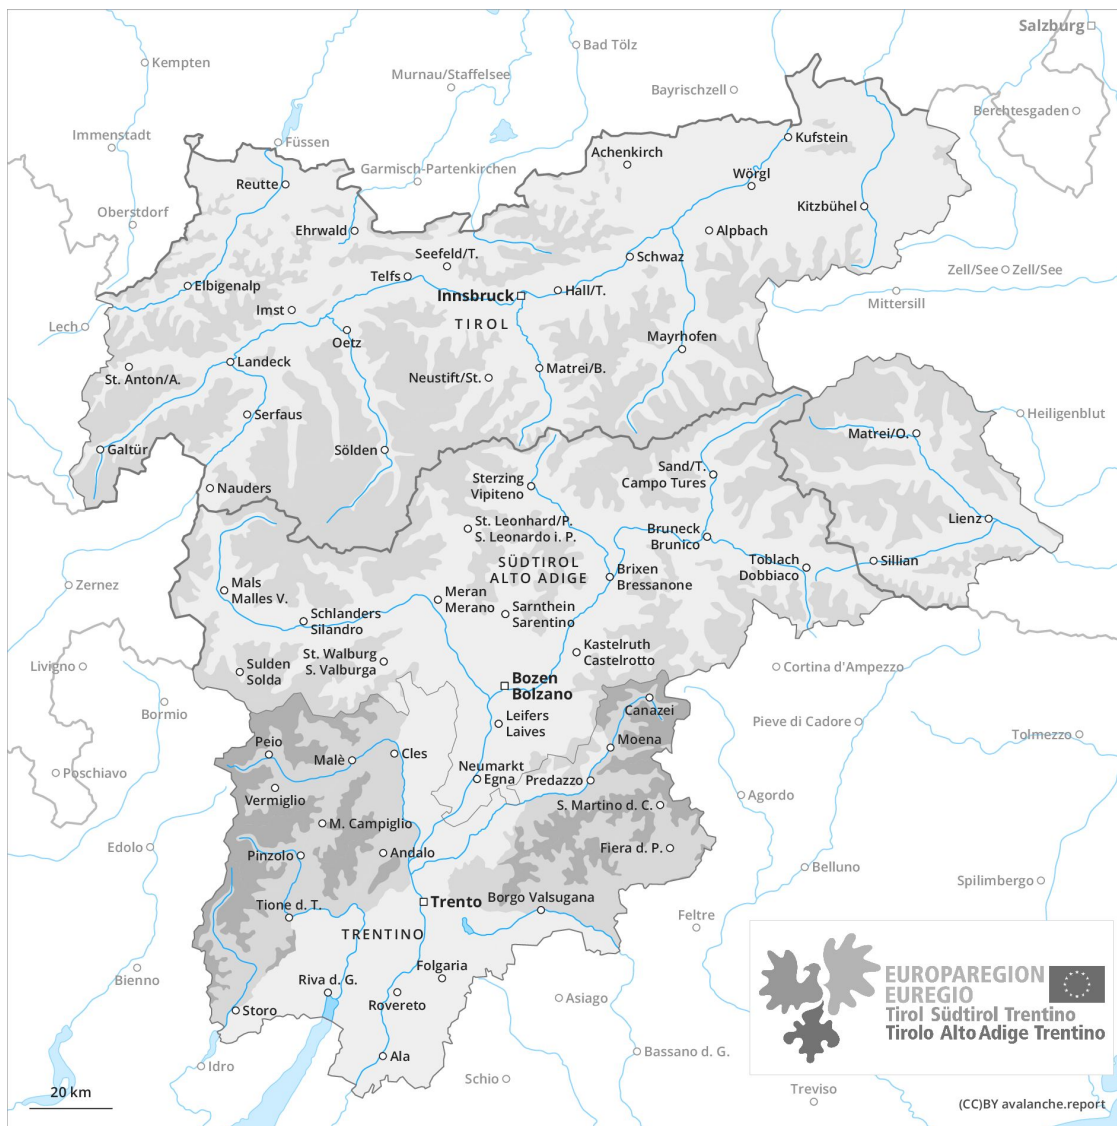 Salzburg
Bad Tölz
Kempten
Murnau/Staffelsee
Bayrischzell
Berchtesgaden
Immenstadt
Füssen
Kufstein
Achenkirch
Garmisch-Partenkirchen
Wörgl
Reutte
Kitzbühel
Oberstdorf
Ehrwald
Alpbach
Seefeld/T.
Schwaz
Telfs
Zell/See
Zell/See
Elbigenalp
Innsbruck
Hall/T.
Mittersill
Imst
TIROL
Lech
Oetz
Mayrhofen
Landeck
Matrei/B.
St. Anton/A.
Neustift/St.
Serfaus
Heiligenblut
Matrei/O.
Galtür
Sölden
Sand/T.
Campo Tures
Sterzing
Vipiteno
Nauders
St. Leonhard/P.
S. Leonardo i. P.
Lienz
Bruneck
Brunico
SÜDTIROL
ALTO ADIGE
Toblach
Dobbiaco
Sillian
Brixen
Bressanone
Zernez
Mals
Malles V.
Meran
Merano
Sarnthein
Sarentino
Schlanders
Silandro
Kastelruth
Castelrotto
St. Walburg
S. Valburga
Livigno
Sulden
Solda
Cortina d'Ampezzo
Bozen
Bolzano
Bormio
Canazei
Leifers
Laives
Pieve di Cadore
Tolmezzo
Peio
Moena
Malè
Cles
Poschiavo
Neumarkt
Egna
Predazzo
Vermiglio
S. Martino d. C.
Agordo
M. Campiglio
Edolo
Pinzolo
Andalo
Fiera d. P.
Belluno
Spilimbergo
Tione d. T.
Trento
Borgo Valsugana
Feltre
TRENTINO
Bienno
Folgaria
Riva d. G.
Rovereto
Asiago
Storo
EUROPAREGION
EUREGIO
Tirol Südtirol Trentino
Tirolo Alto Adige Trentino
Ala
Bassano d. G.
Idro
Schio
Treviso
20 km
(CC)BY avalanche.report